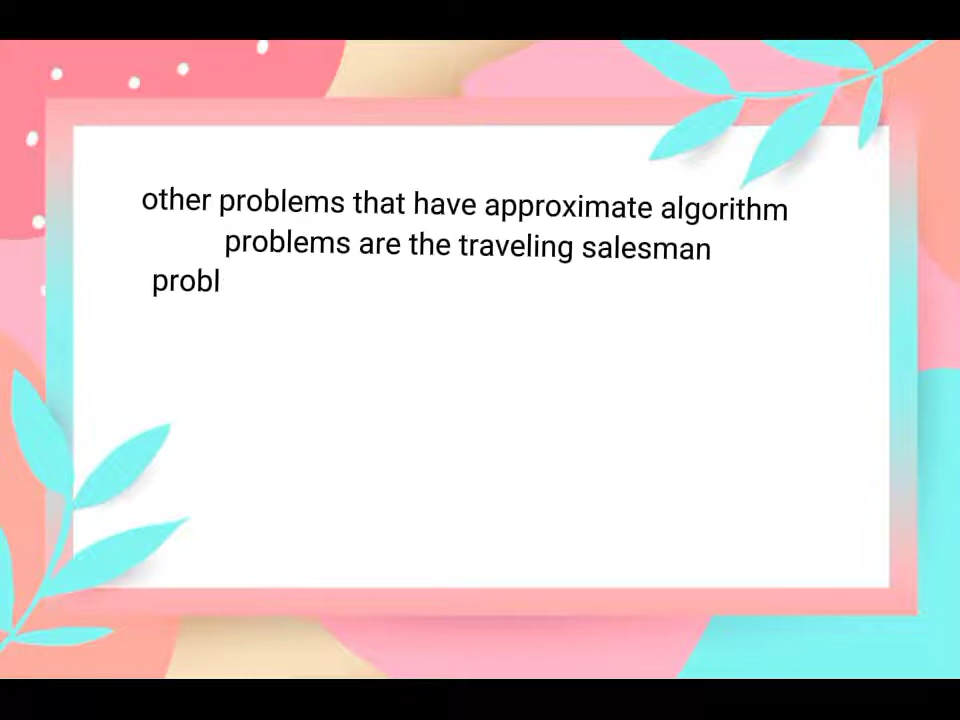 other problems that have approximate algorithm
problems are the traveling salesman
probl